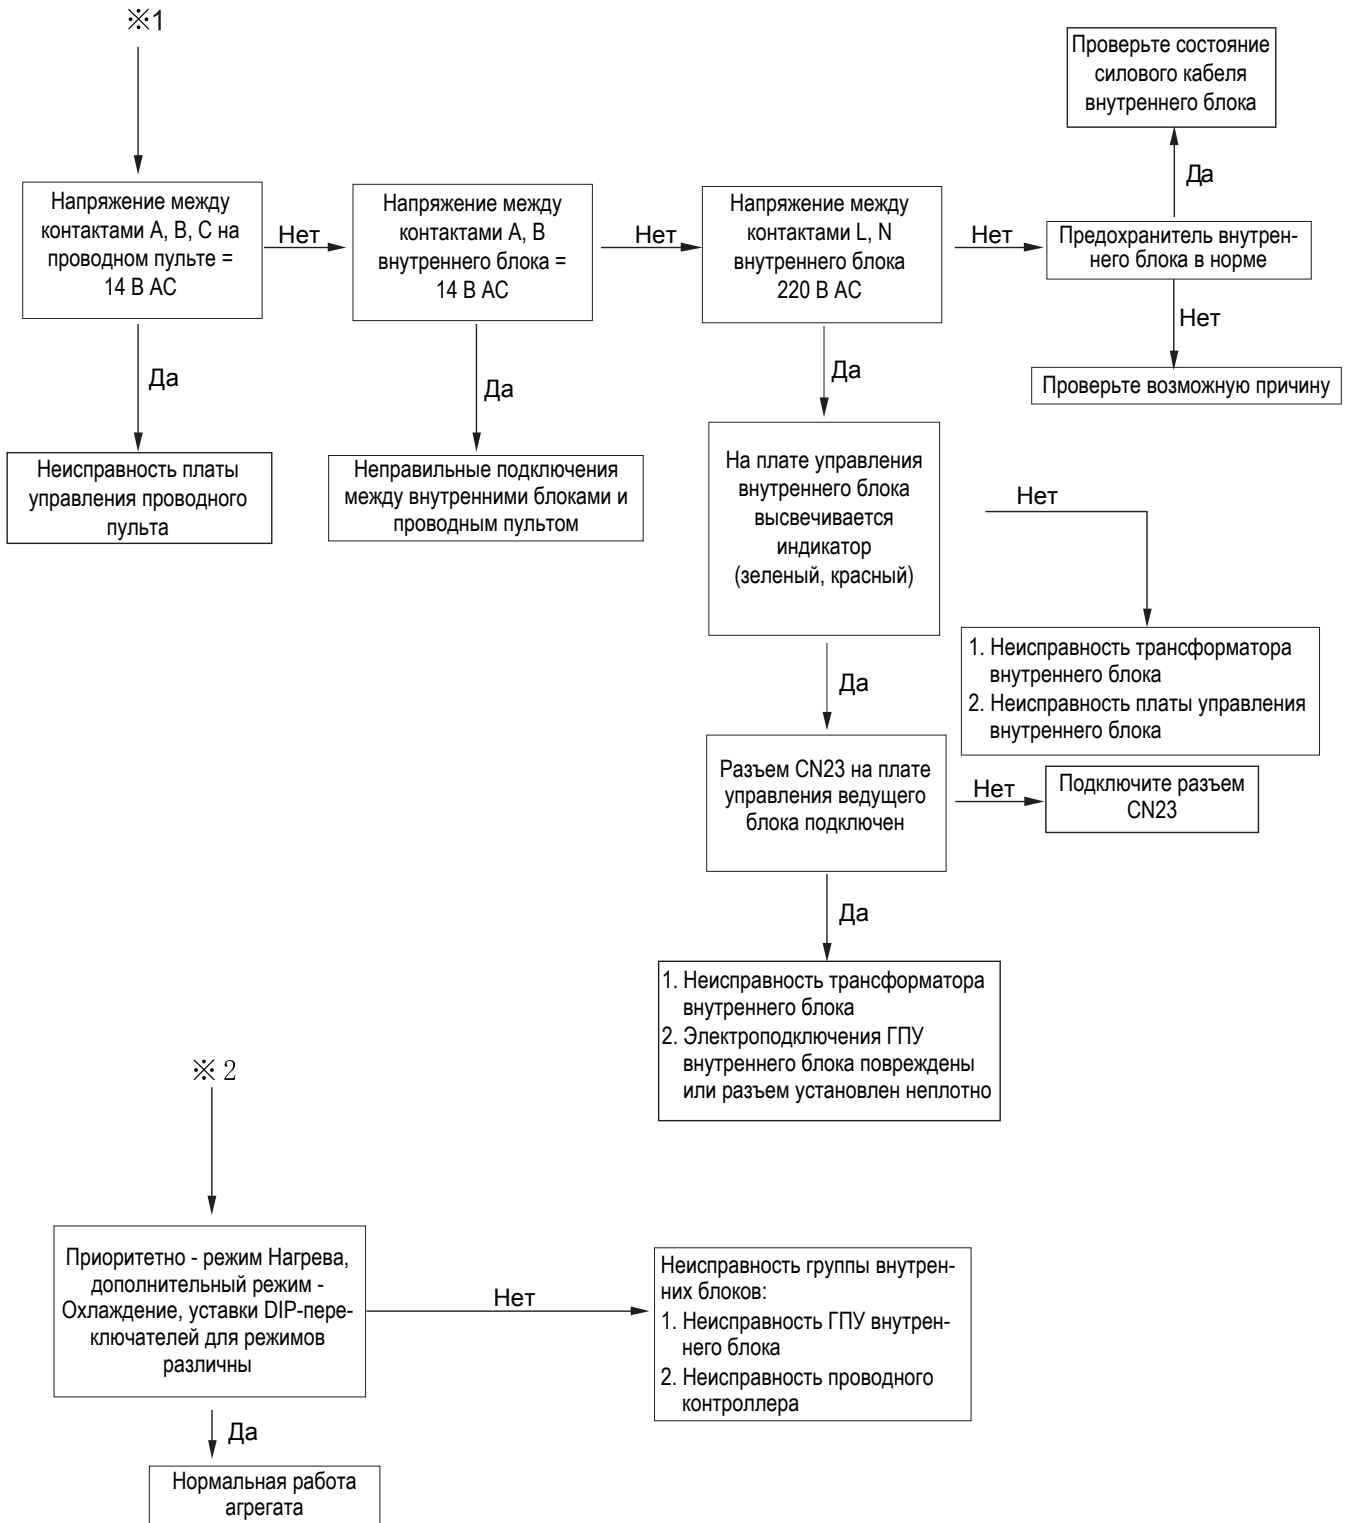 ※1
Проверьте состояние
силового кабеля
внутреннего блока
Да
Напряжение между
контактами A, B, C на
проводном пульте =
14 В AC
Нет
Напряжение между
контактами A, B
внутреннего блока =
14 В AC
Нет
Напряжение между
контактами L, N
внутреннего блока
220 В AC
Нет
Предохранитель внутрен-
него блока в норме
Нет
Проверьте возможную причину
Да
Да
Да
Неисправность платы
управления проводного
пульта
Неправильные подключения
между внутренними блоками и
проводным пультом
На плате управления
внутреннего блока
высвечивается
индикатор
(зеленый, красный)
Нет
1. Неисправность трансформатора
внутреннего блока
2. Неисправность платы управления
внутреннего блока
Да
Разъем CN23 на плате
управления ведущего
блока подключен
Нет
Подключите разъем
CN23
Да
1. Неисправность трансформатора
внутреннего блока
2. Электроподключения ГПУ
внутреннего блока повреждены
или разъем установлен неплотно
※2
Приоритетно - режим Нагрева,
дополнительный режим -
Охлаждение, уставки DIP-пе-
реключателей для режимов
различны
Нет
Неисправность группы внутрен-
них блоков:
1. Неисправность ГПУ внутрен-
него блока
2. Неисправность проводного
контроллера
Да
Нормальная работа
агрегата